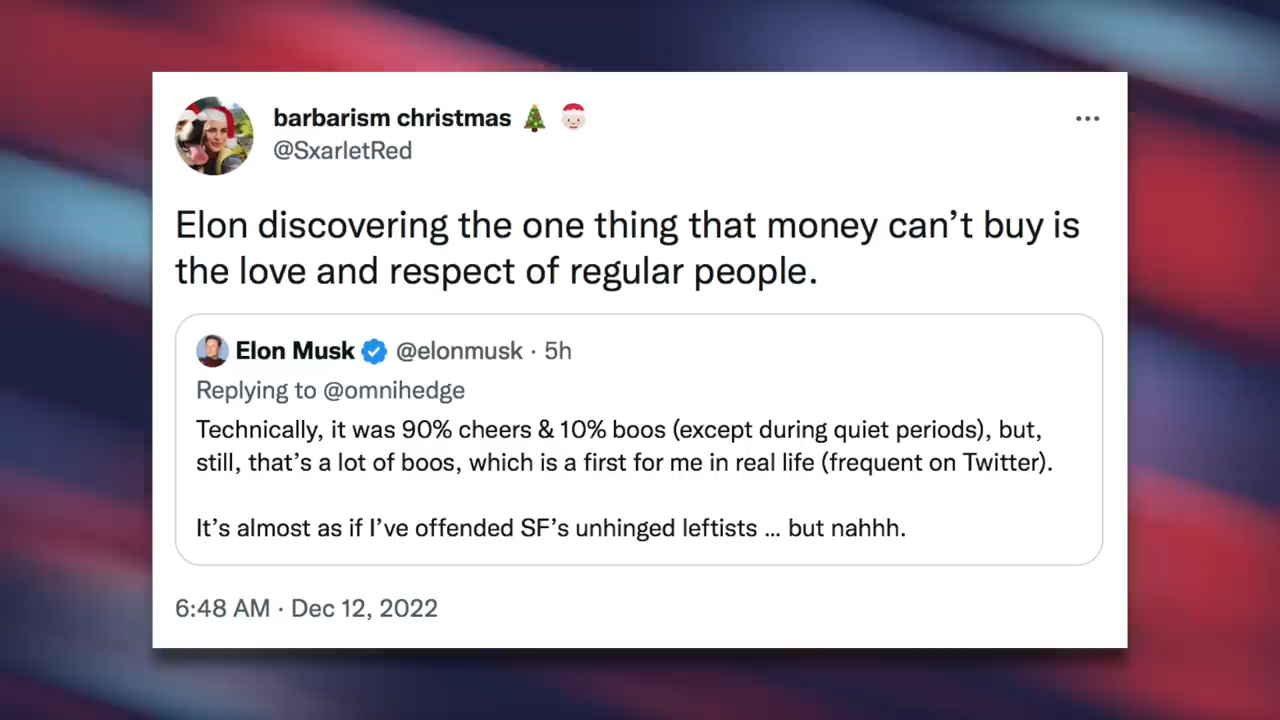 barbarism christmas 🎄 🤶
@SxarletRed
Elon discovering the one thing that money can’t buy is
the love and respect of regular people.
Elon Musk @elonmusk · 5h
Replying to @omnihedge
Technically, it was 90% cheers & 10% boos (except during quiet periods), but,
still, that’s a lot of boos, which is a first for me in real life (frequent on Twitter).
It’s almost as if I’ve offended SF’s unhinged leftists ... but nahhh.
6:48 AM · Dec 12, 2022